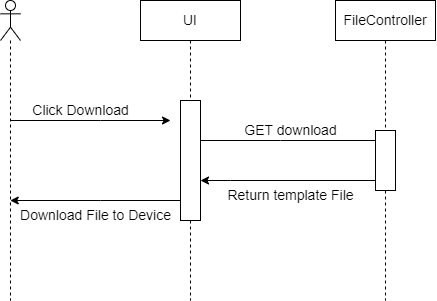 UI
FileController
Click Download
GET download
Return template File
Download File to Device